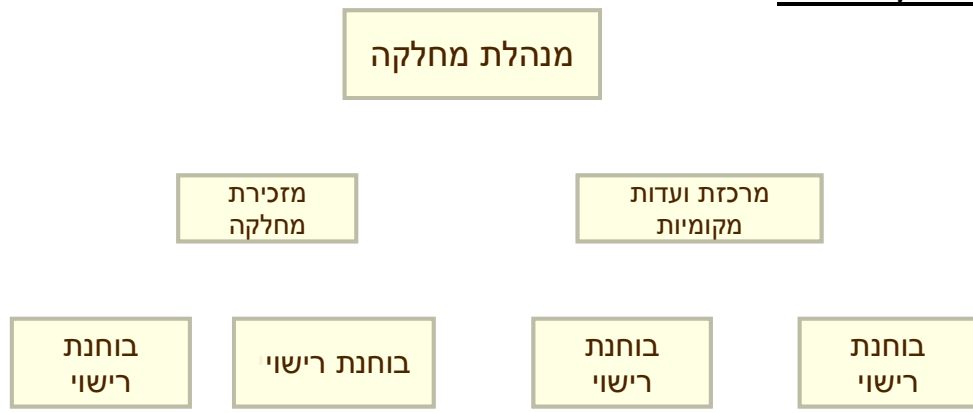 מנהלת מחלקה
מרכזת ועדות
מקומיות
מזכירת
מחלקה
בוחנת
רישוי
בוחנת
רישוי
בוחנת רישוי
בוחנת
רישוי